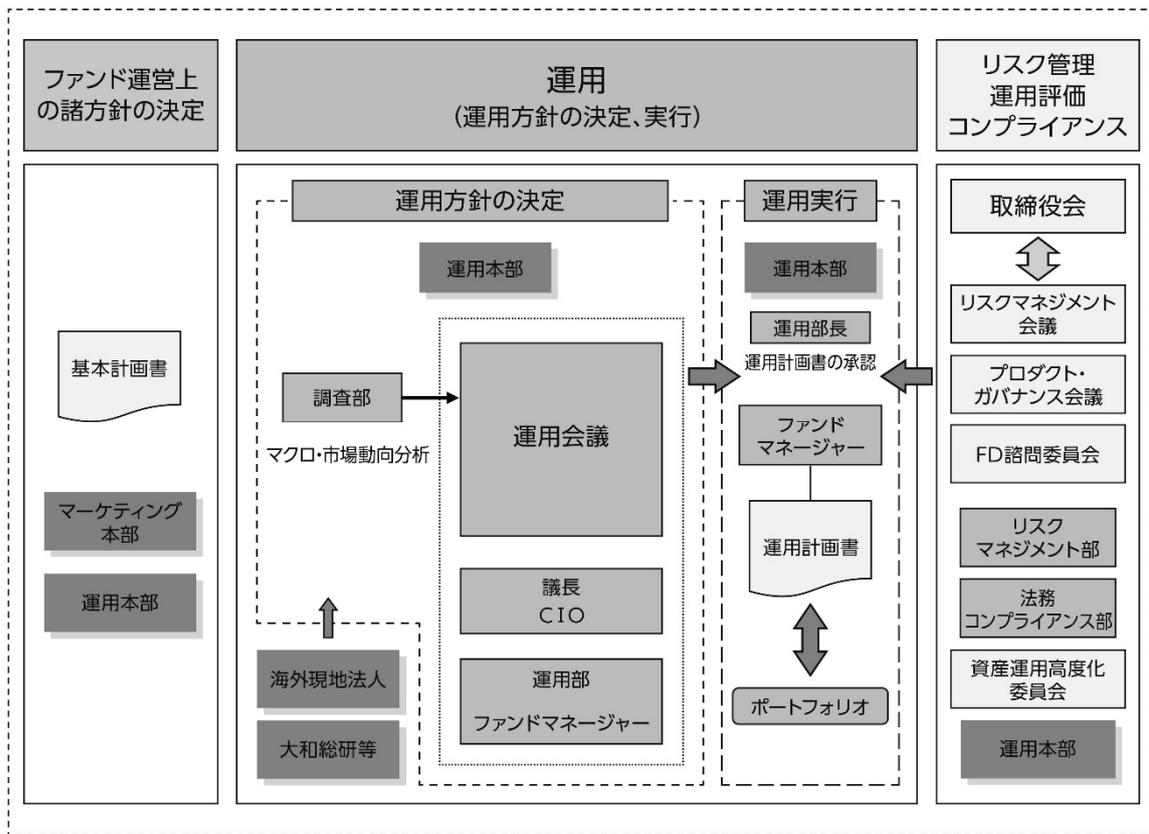 ファンド運営上
の諸方針の決定
運用
(運用方針の決定、実行)
リスク管理
運用評価
コンプライアンス
基本計画書
マーケティング
本部
運用本部
運用方針の決定
運用本部
調査部
マクロ・市場動向分析
運用会議
議長
CIO
運用部
ファンドマネージャー
海外現地法人
大和総研等
運用実行
運用本部
運用部長
運用計画書の承認
ファンド
マネージャー
運用計画書
ポートフォリオ
取締役会
リスクマネジメント
会議
プロダクト・
ガバナンス会議
FD諮問委員会
リスク
マネジメント部
法務
コンプライアンス部
資産運用高度化
委員会
運用本部